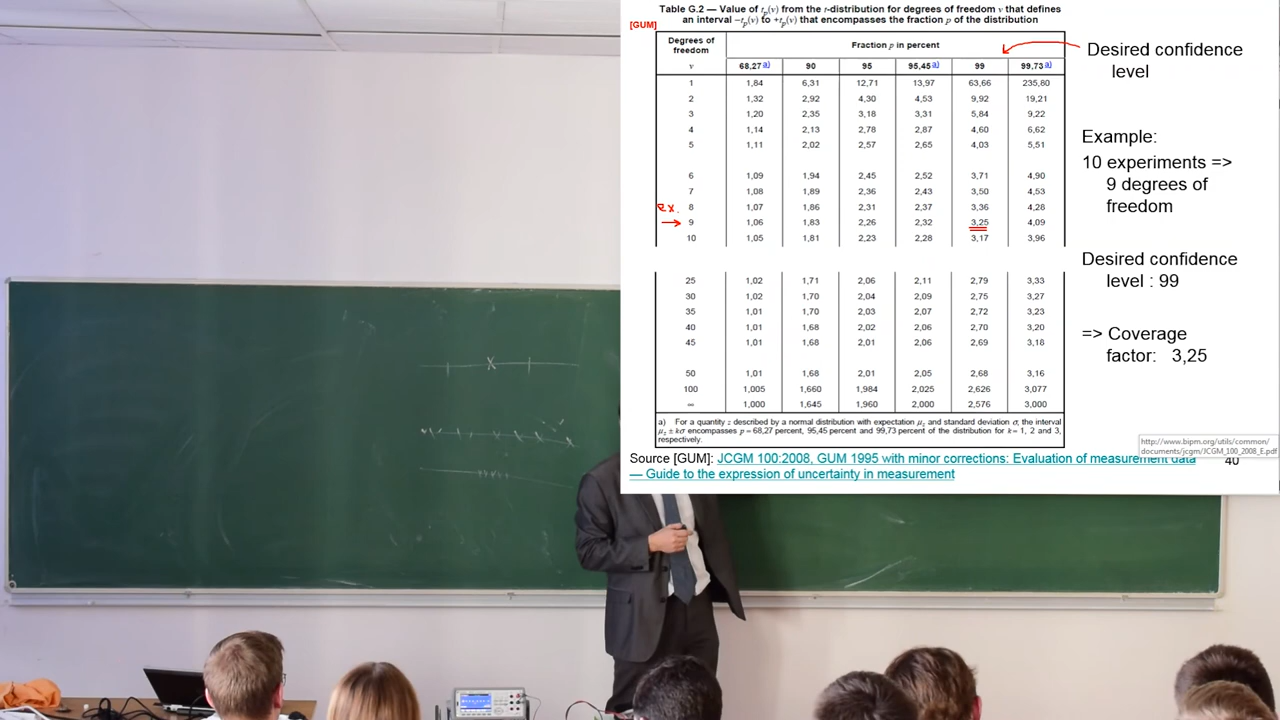 Table G.2 — Value of tp(ν) from the t-distribution for degrees of freedom ν that defines
an interval −tp(ν) to +tp(ν) that encompasses the fraction p of the distribution
[GUM]
Degrees of freedom ν
Fraction p in percent
68,27 a) 90 95 95,45 a) 99 99,73 a)
1 1,84 6,31 12,71 13,97 63,66 235,80
2 1,32 2,92 4,30 4,53 9,92 19,21
3 1,20 2,35 3,18 3,31 5,84 9,22
4 1,14 2,13 2,78 2,87 4,60 6,62
5 1,11 2,02 2,57 2,65 4,03 5,51
6 1,09 1,94 2,45 2,52 3,71 4,90
7 1,08 1,89 2,36 2,43 3,50 4,53
Ex.
8 1,07 1,86 2,31 2,37 3,36 4,28
9 1,06 1,83 2,26 2,32 3,25 4,09
10 1,05 1,81 2,23 2,28 3,17 3,96
25 1,02 1,71 2,06 2,11 2,79 3,33
30 1,02 1,70 2,04 2,09 2,75 3,27
35 1,01 1,70 2,03 2,07 2,72 3,23
40 1,01 1,68 2,02 2,06 2,70 3,20
45 1,01 1,68 2,01 2,06 2,69 3,18
50 1,01 1,68 2,01 2,05 2,68 3,16
100 1,005 1,660 1,984 2,025 2,626 3,077
∞ 1,000 1,645 1,960 2,000 2,576 3,000
a) For a quantity z described by a normal distribution with expectation μz and standard deviation σ, the interval
μz ± kσ encompasses p = 68,27 percent, 95,45 percent and 99,73 percent of the distribution for k = 1, 2 and 3,
respectively.
Desired confidence
level
Example:
10 experiments =>
9 degrees of
freedom
Desired confidence
level : 99
=> Coverage
factor: 3,25
http://www.bipm.org/utils/common/
documents/jcgm/JCGM_100_2008_E.pdf
Source [GUM]: JCGM 100:2008, GUM 1995 with minor corrections: Evaluation of measurement data
— Guide to the expression of uncertainty in measurement
40